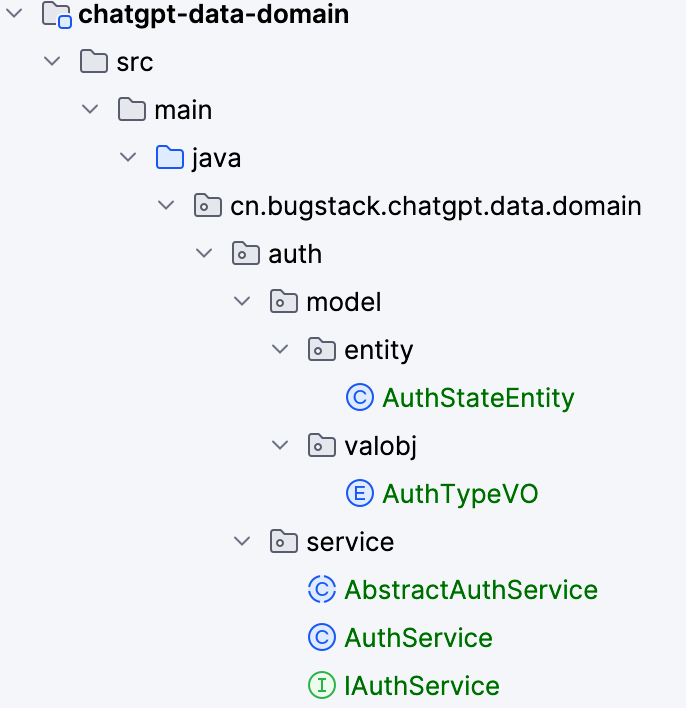 chatgpt-data-domain
src
main
java
cn.bugstack.chatgpt.data.domain
auth
model
entity
C AuthStateEntity
valobj
E AuthTypeVO
service
C AbstractAuthService
C AuthService
I IAuthService